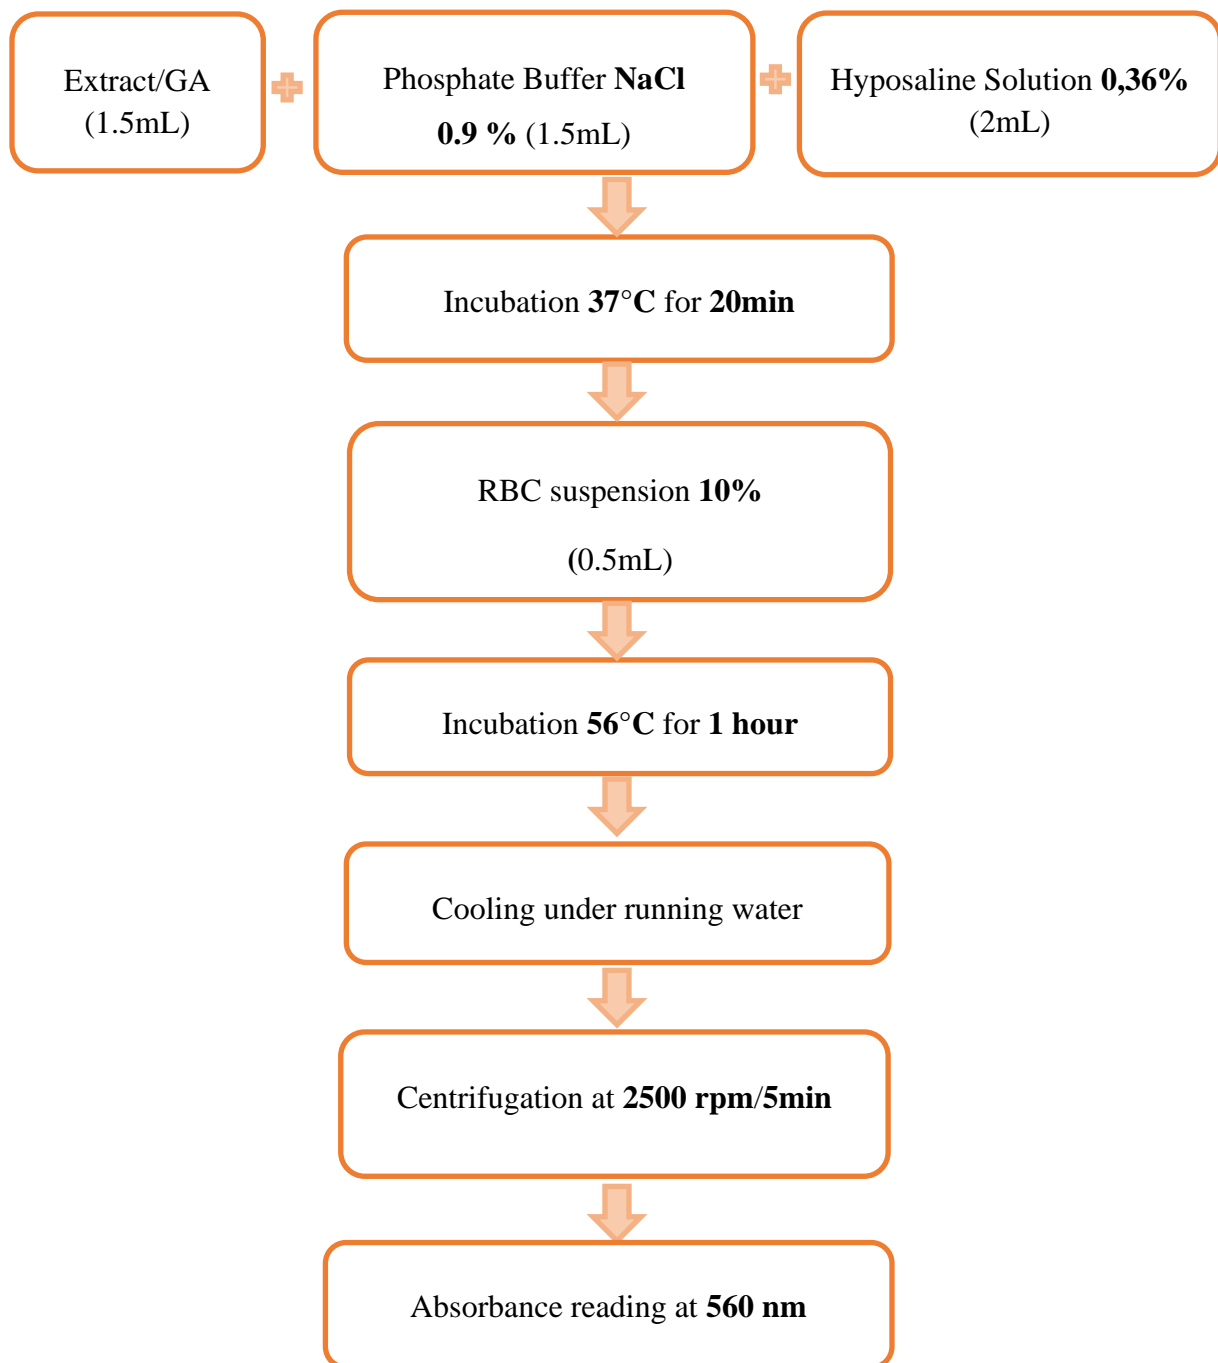 Extract/GA
(1.5mL)
Phosphate Buffer NaCl
0.9 % (1.5mL)
Hyposaline Solution 0,36%
(2mL)
Incubation 37°C for 20min
RBC suspension 10%
(0.5mL)
Incubation 56°C for 1 hour
Cooling under running water
Centrifugation at 2500 rpm/5min
Absorbance reading at 560 nm